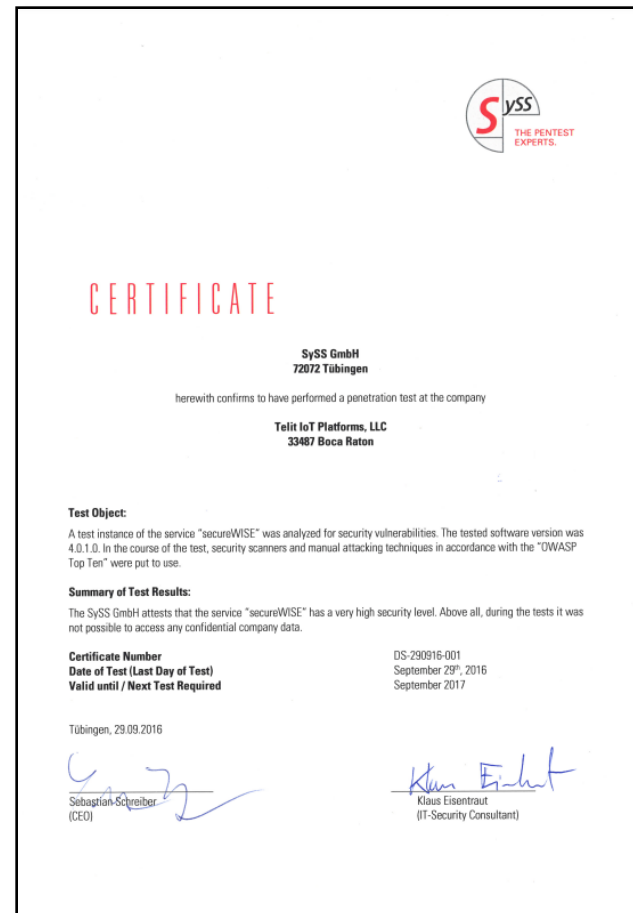 SySS
THE PENTEST
EXPERTS.
CERTIFICATE
SySS GmbH
72072 Tübingen
herewith confirms to have performed a penetration test at the company
Telit IoT Platforms, LLC
33487 Boca Raton
Test Object:
A test instance of the service "secureWISE" was analyzed for security vulnerabilities. The tested software version was
4.0.1.0. In the course of the test, security scanners and manual attacking techniques in accordance with the "OWASP
Top Ten" were put to use.
Summary of Test Results:
The SySS GmbH attests that the service "secureWISE" has a very high security level. Above all, during the tests it was
not possible to access any confidential company data.
Certificate Number DS-290916-001
Date of Test (Last Day of Test) September 29th, 2016
Valid until / Next Test Required September 2017
Tübingen, 29.09.2016
Klaus Eisentraut
Sebastian Schreiber Klaus Eisentraut
(CEO) (IT-Security Consultant)